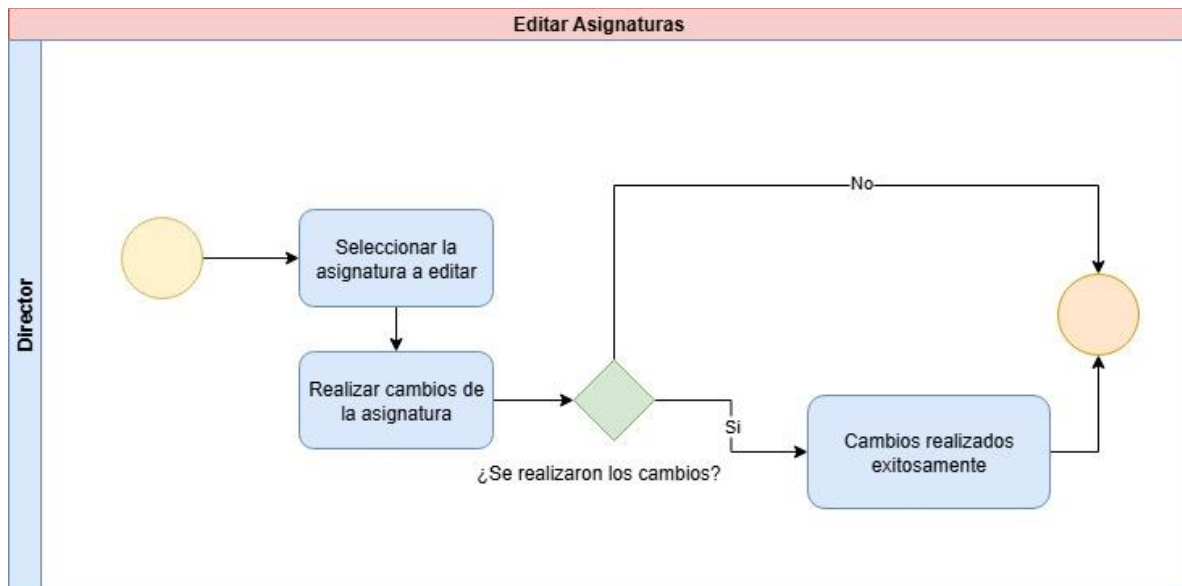 Editar Asignaturas
Director
Seleccionar la
asignatura a editar
Realizar cambios de
la asignatura
¿Se realizaron los cambios?
No
Si
Cambios realizados
exitosamente